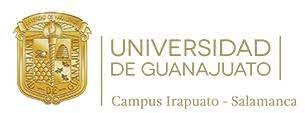 UNIVERSIDAD
DE GUANAJUATO
Campus Irapuato - Salamanca